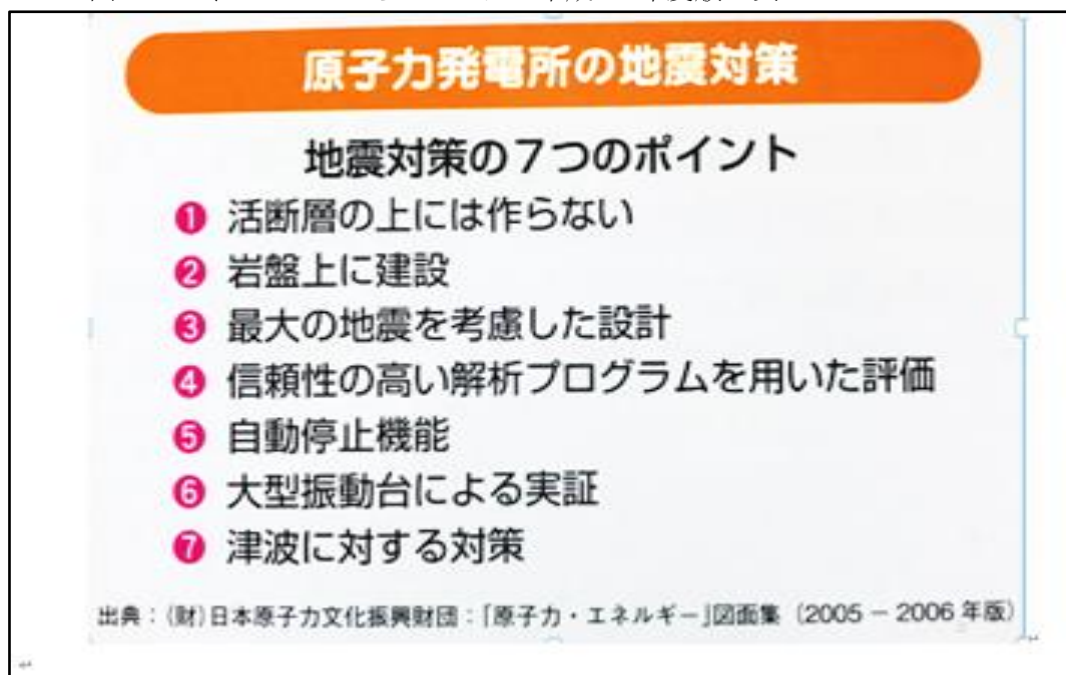 原子力発電所の地震対策
地震対策の7つのポイント
❶ 活断層の上には作らない
❷ 岩盤上に建設
❸ 最大の地震を考慮した設計
❹ 信頼性の高い解析プログラムを用いた評価
❺ 自動停止機能
❻ 大型振動台による実証
❼ 津波に対する対策
出典：(財)日本原子力文化振興財団：「原子力・エネルギー」図面集（2005－2006年版）